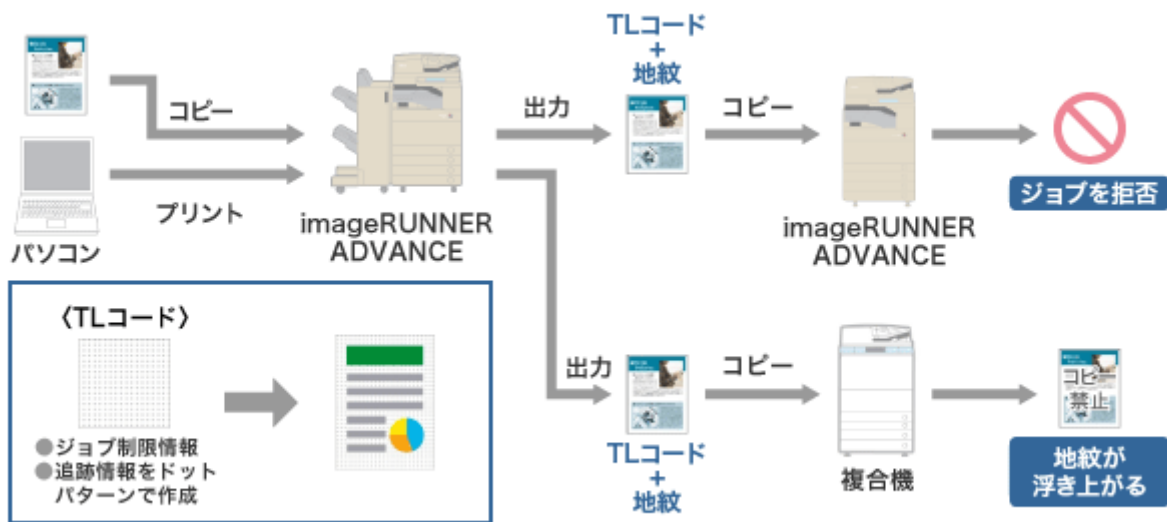 TLコード
+
地紋
コピー
出力
コピー
プリント
パソコン
imageRUNNER
ADVANCE
imageRUNNER
ADVANCE
ジョブを拒否
〈TLコード〉
●ジョブ制限情報
●追跡情報をドット
パターンで作成
出力
コピー
TLコード
+
地紋
複合機
コピー
禁止
地紋が
浮き上がる